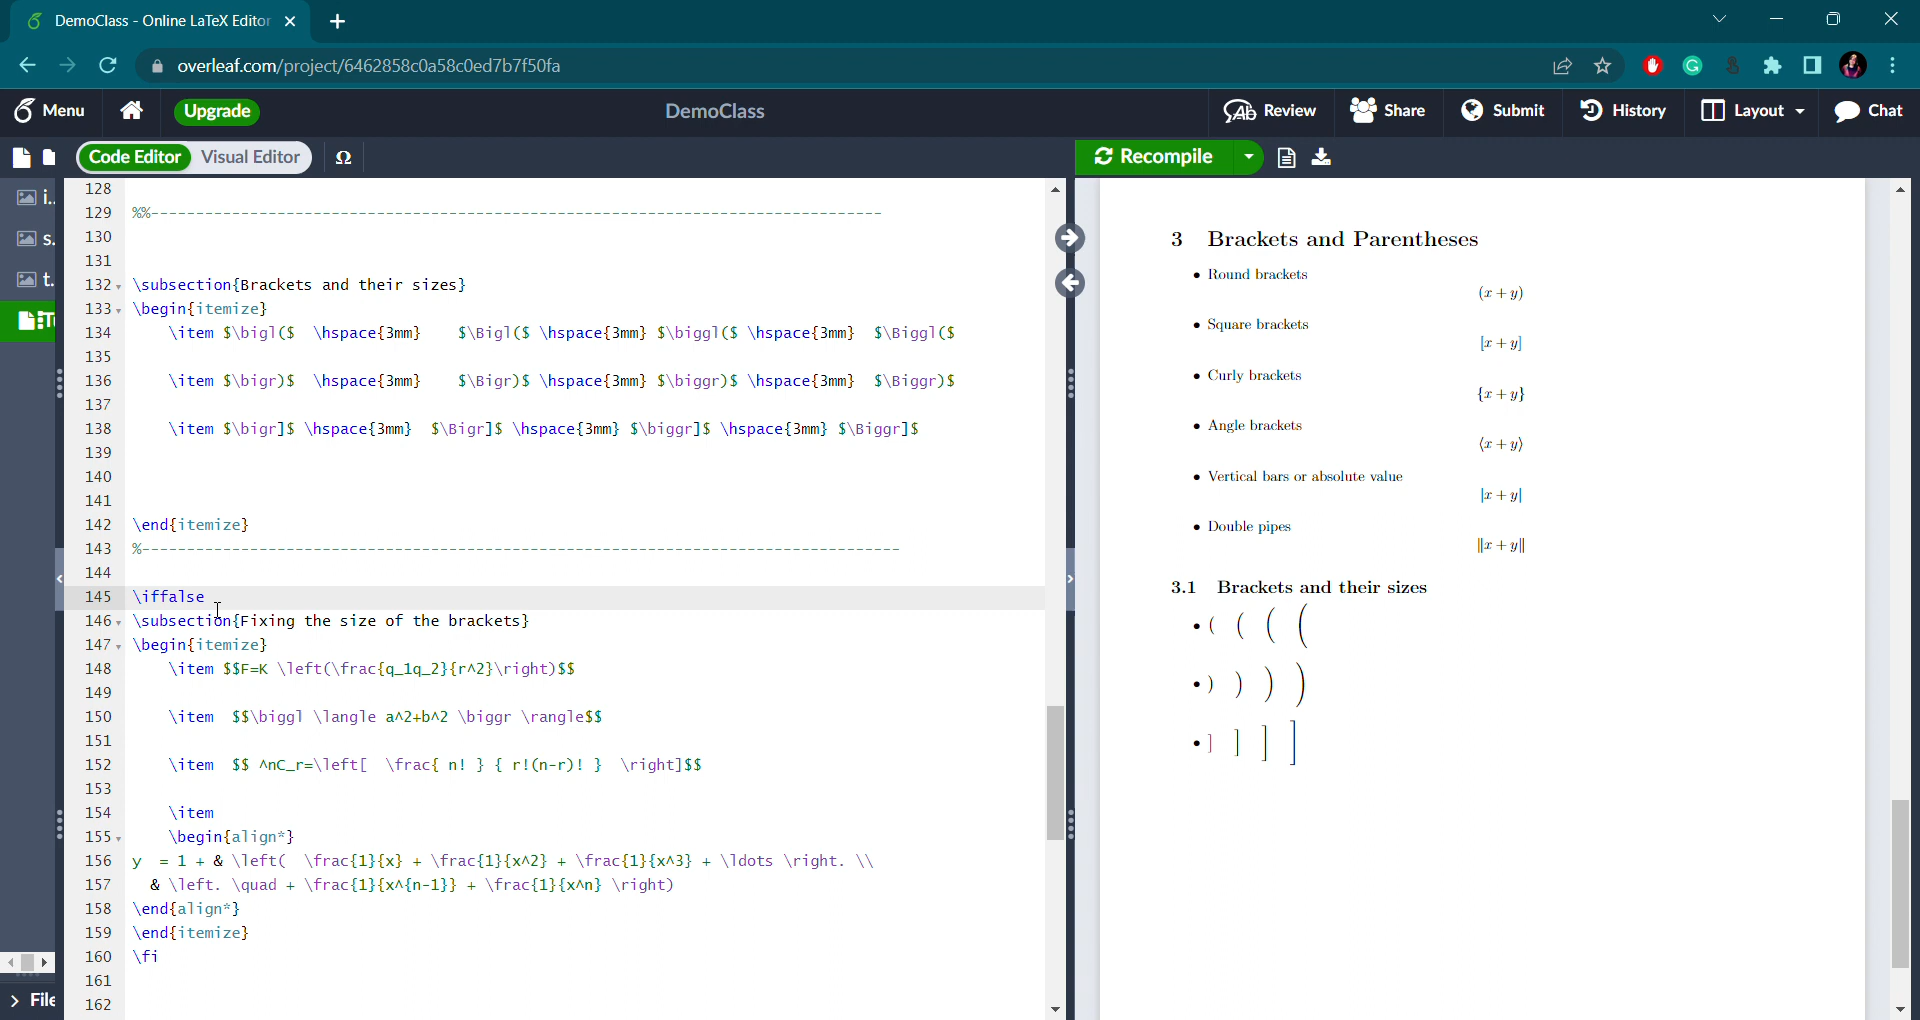 DemoClass - Online LaTeX Editor
overleaf.com/project/6462858c0a58c0ed7b7f50fa
Menu
Upgrade
DemoClass
Review
Share
Submit
History
Layout
Chat
Code Editor
Visual Editor
Ω
Recompile
i..
s.
t.
File
128
129 %%---------------------------------------------------------------------------------
130
131
132 \subsection{Brackets and their sizes}
133 \begin{itemize}
134 \item $\bigl($ \hspace{3mm} $\Bigl($ \hspace{3mm} $\biggl($ \hspace{3mm} $\Biggl($
135
136 \item $\bigr)$ \hspace{3mm} $\Bigr)$ \hspace{3mm} $\biggr)$ \hspace{3mm} $\Biggr)$
137
138 \item $\bigr]$ \hspace{3mm} $\Bigr]$ \hspace{3mm} $\biggr]$ \hspace{3mm} $\Biggr]$
139
140
141
142 \end{itemize}
143 %------------------------------------------------------------------------------------
144
145 \iffalse
146 \subsection{Fixing the size of the brackets}
147 \begin{itemize}
148 \item $$F=K \left(\frac{q_1q_2}{r^2}\right)$$
149
150 \item $$\biggl \langle a^2+b^2 \biggr \rangle$$
151
152 \item $$ ^nC_r=\left[ \frac{ n! } { r!(n-r)! } \right]$$
153
154 \item
155 \begin{align*}
156 y = 1 + & \left( \frac{1}{x} + \frac{1}{x^2} + \frac{1}{x^3} + \ldots \right. \\
157 & \left. \quad + \frac{1}{x^{n-1}} + \frac{1}{x^n} \right)
158 \end{align*}
159 \end{itemize}
160 \fi
161
162
3 Brackets and Parentheses
• Round brackets
(x + y)
• Square brackets
[x + y]
• Curly brackets
{x + y}
• Angle brackets
⟨x + y⟩
• Vertical bars or absolute value
|x + y|
• Double pipes
‖x + y‖
3.1 Brackets and their sizes
• ( ( ( (
• ) ) ) )
• ] ] ] ]